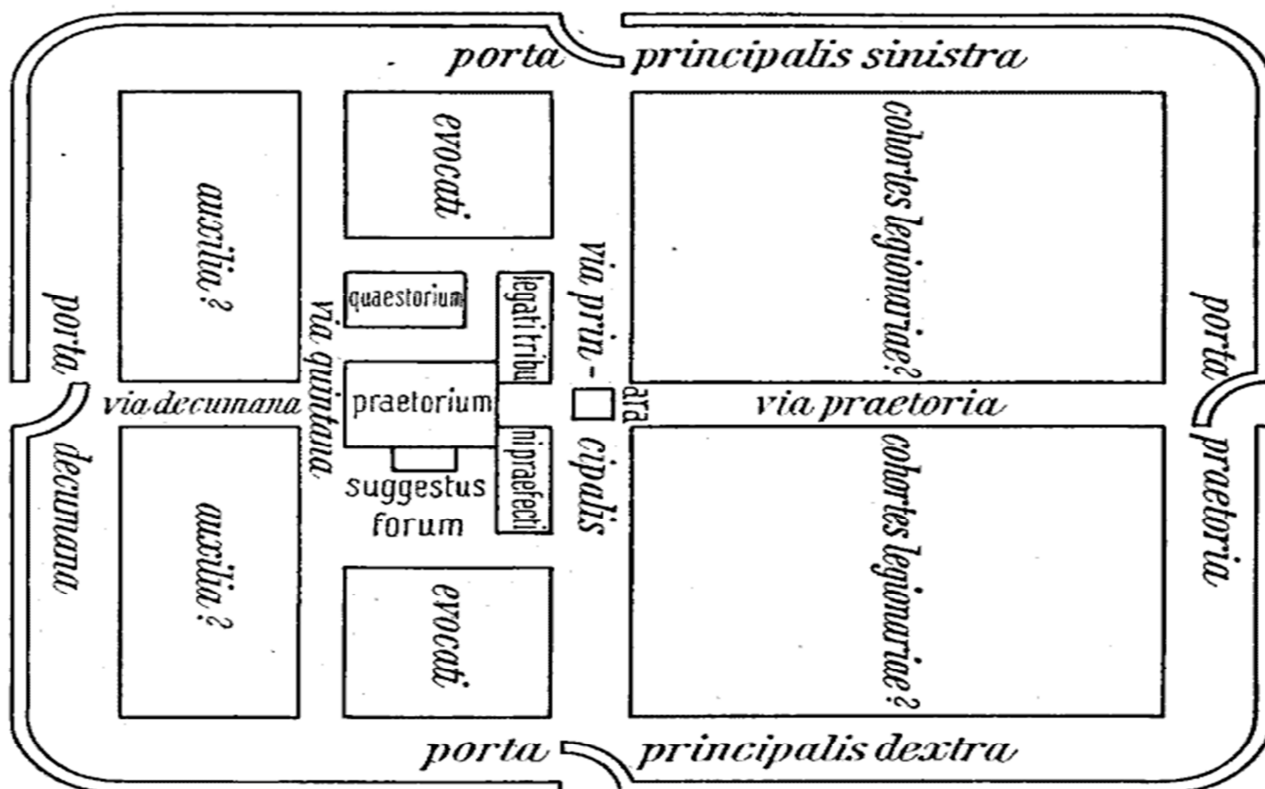 porta principalis sinistra
evocati
cohortes legionariae?
auxilia?
quaestorium
legati tribu
via prin-
porta
praetoria
porta
decumana
via decumana
via quintana
praetorium
ara
via praetoria
ni praefecti
cipalis
suggestus
forum
auxilia?
evocati
cohortes legionariae?
porta principalis dextra